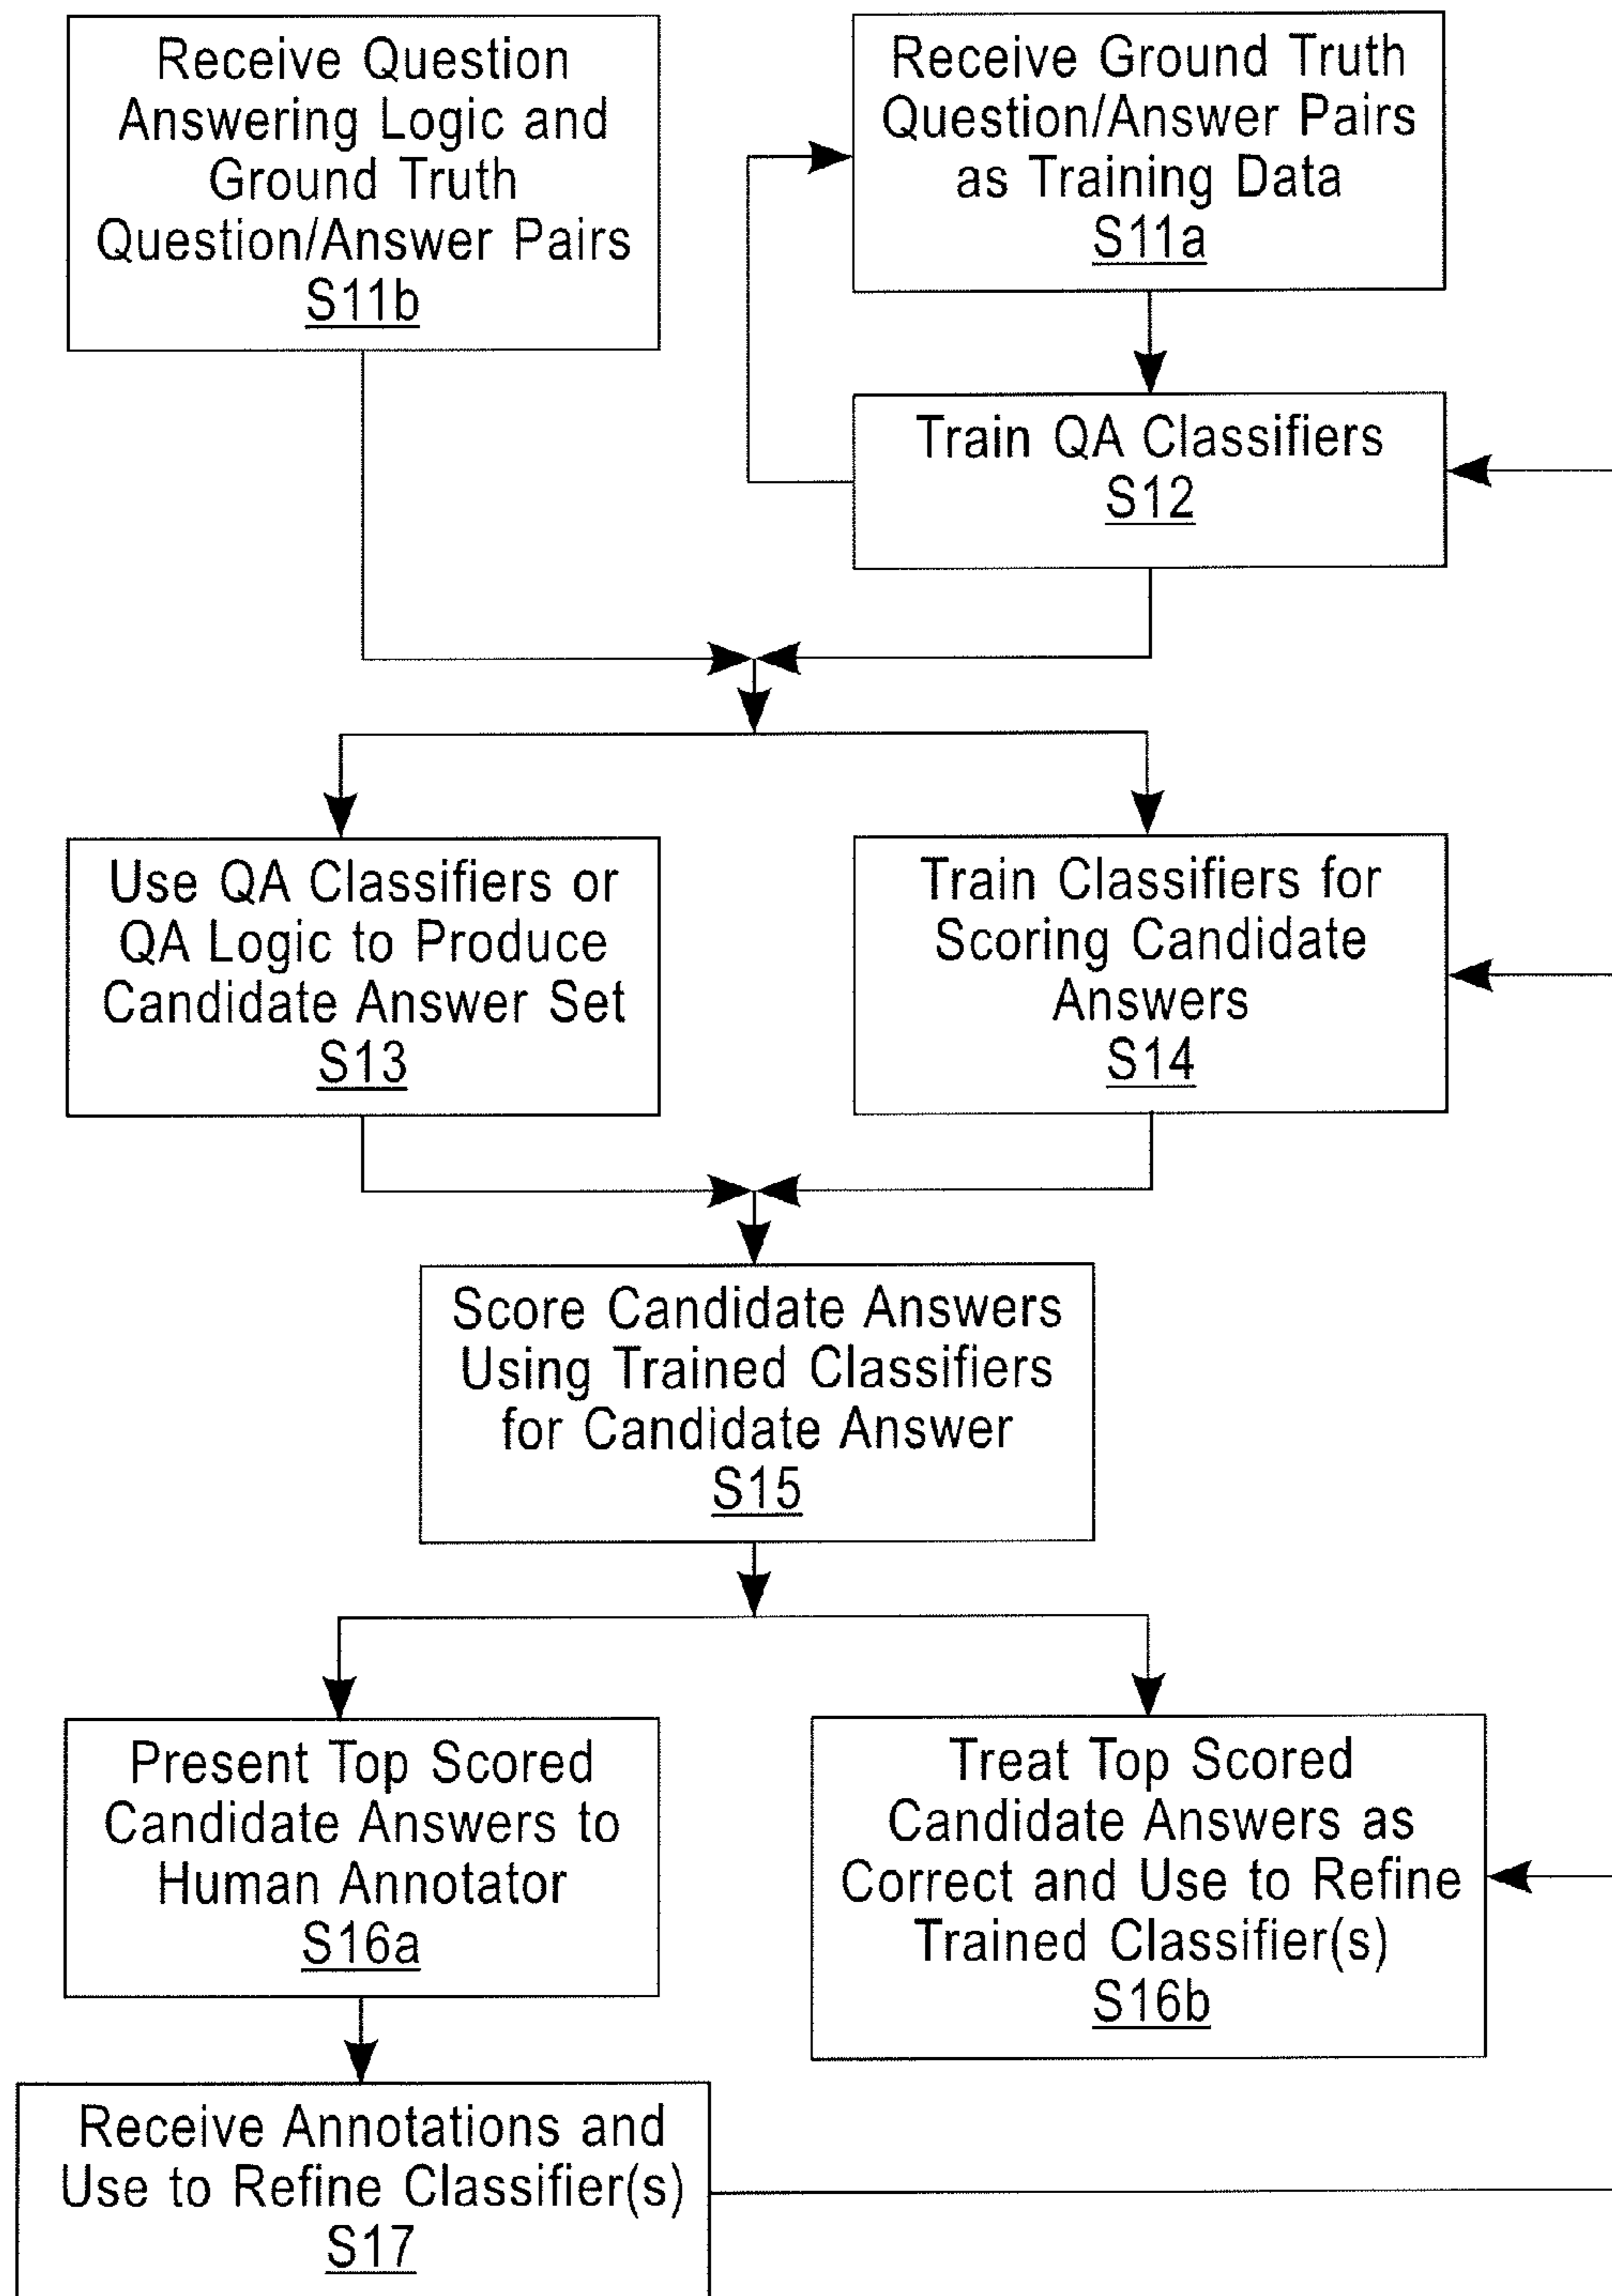 Receive Question
Answering Logic and
Ground Truth
Question/Answer Pairs
S11b
Receive Ground Truth
Question/Answer Pairs
as Training Data
S11a
Train QA Classifiers
S12
Use QA Classifiers or
QA Logic to Produce
Candidate Answer Set
S13
Train Classifiers for
Scoring Candidate
Answers
S14
Score Candidate Answers
Using Trained Classifiers
for Candidate Answer
S15
Present Top Scored
Candidate Answers to
Human Annotator
S16a
Treat Top Scored
Candidate Answers as
Correct and Use to Refine
Trained Classifier(s)
S16b
Receive Annotations and
Use to Refine Classifier(s)
S17